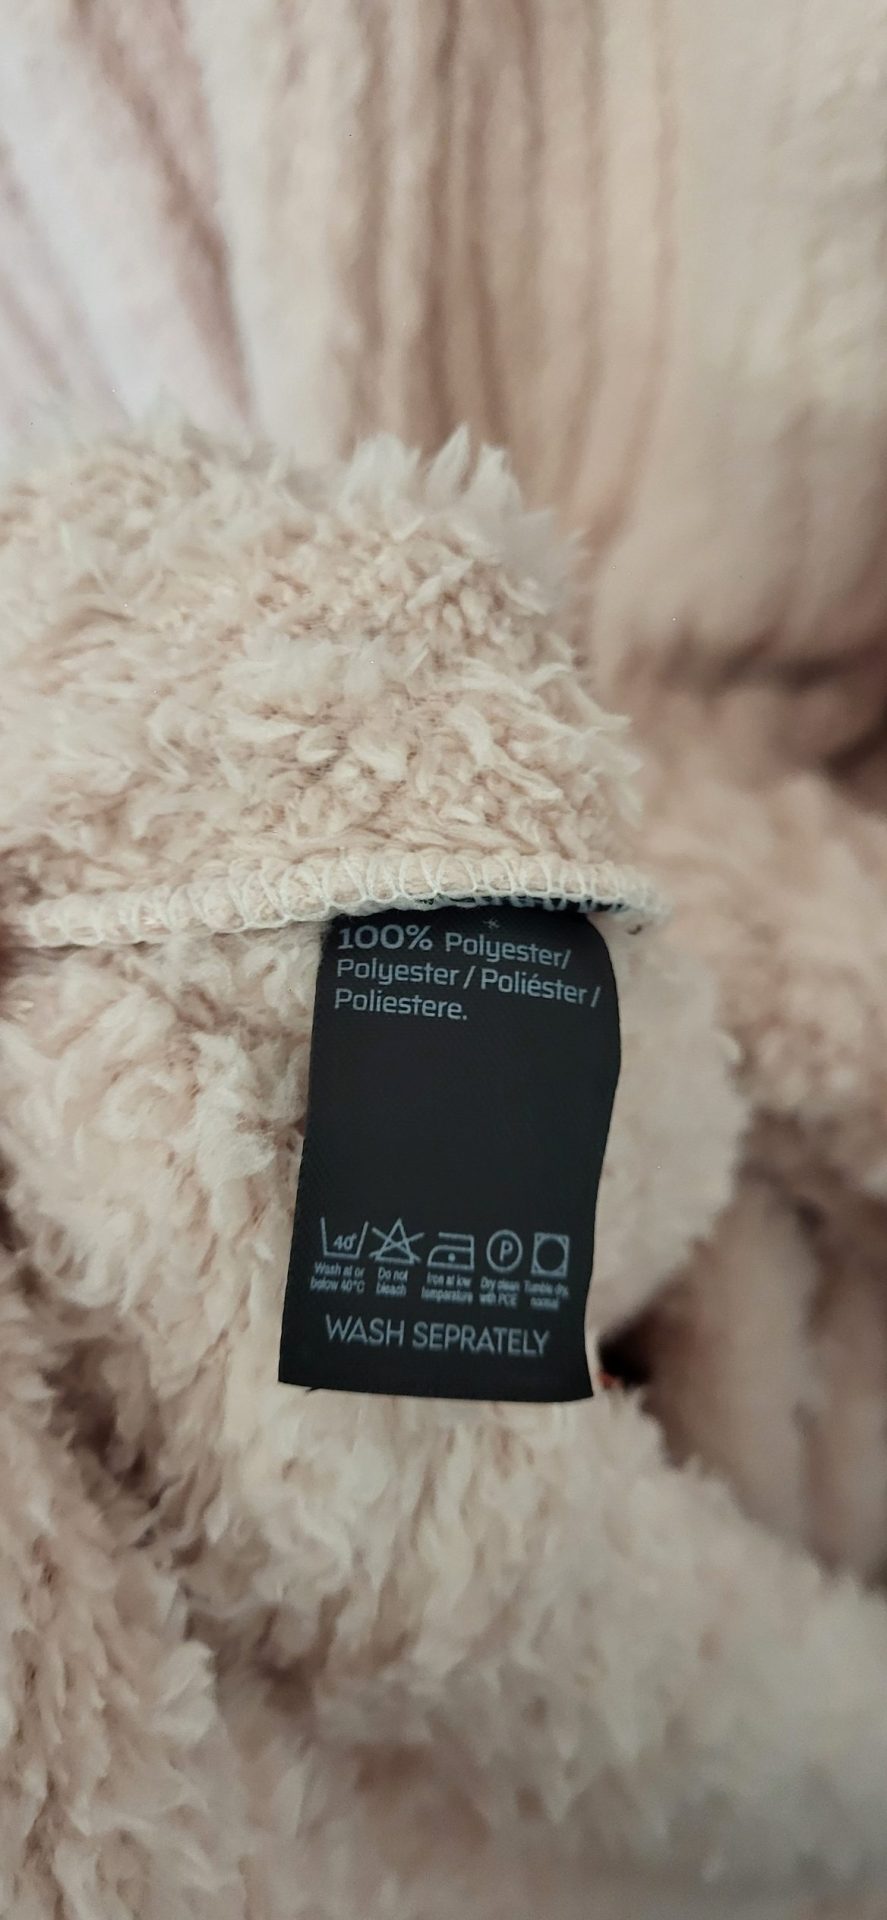 100% Polyester/
Polyester / Poliéster /
Poliestere.
40°
P
Wash at or
below 40°C
Do not
bleach
Iron at low
temperature
Dry clean
with PCE
Tumble dry,
normal
WASH SEPRATELY